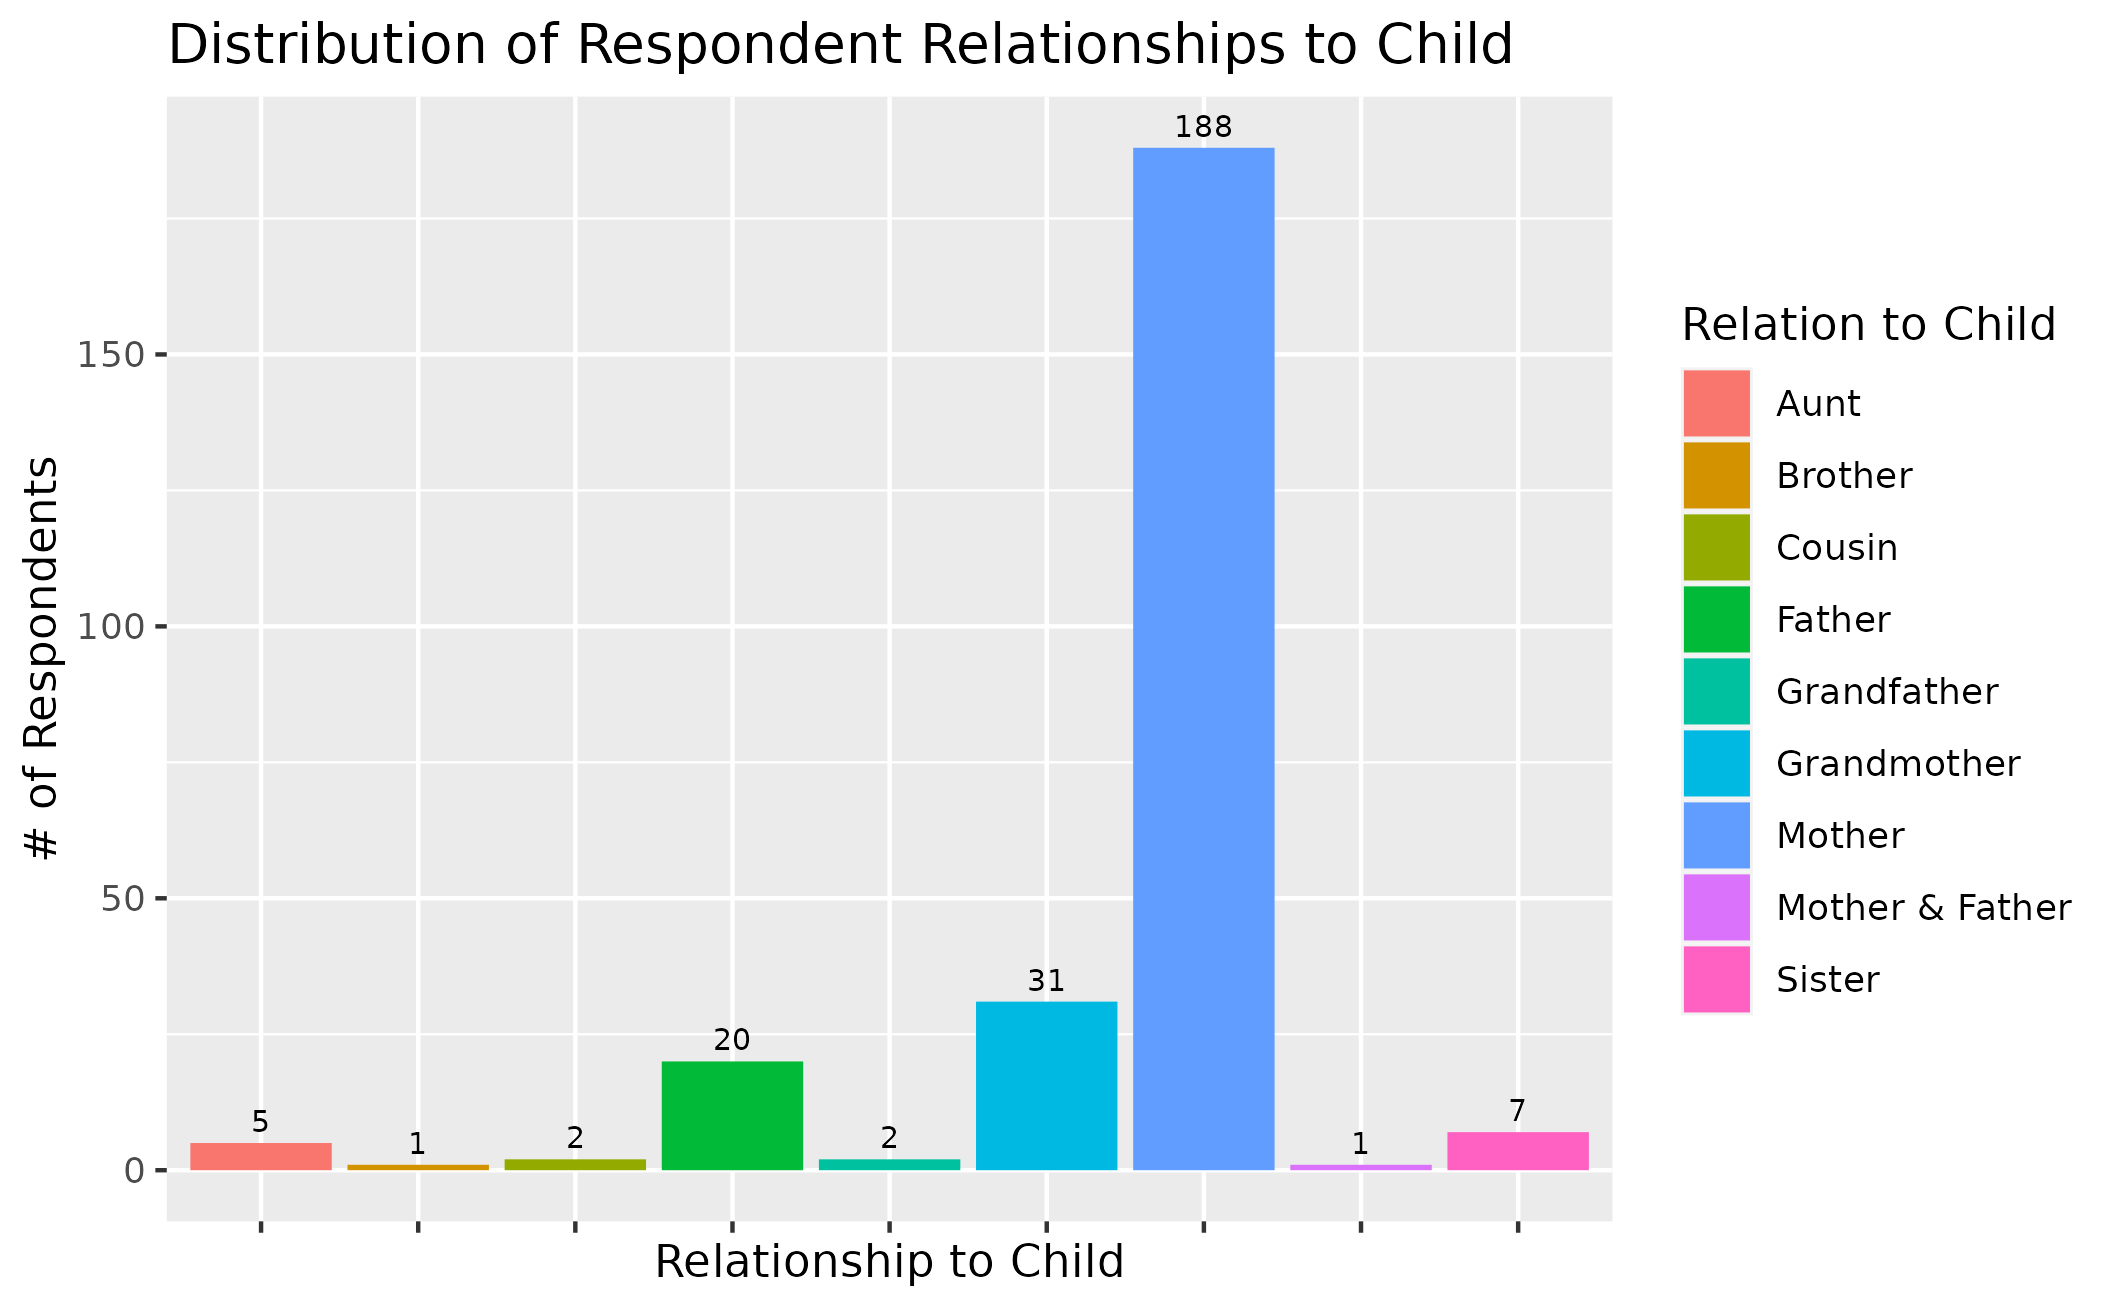 Distribution of Respondent Relationships to Child
# of Respondents
150
100
50
0
5
1
2
20
2
31
188
1
7
Relationship to Child
Relation to Child
Aunt
Brother
Cousin
Father
Grandfather
Grandmother
Mother
Mother & Father
Sister